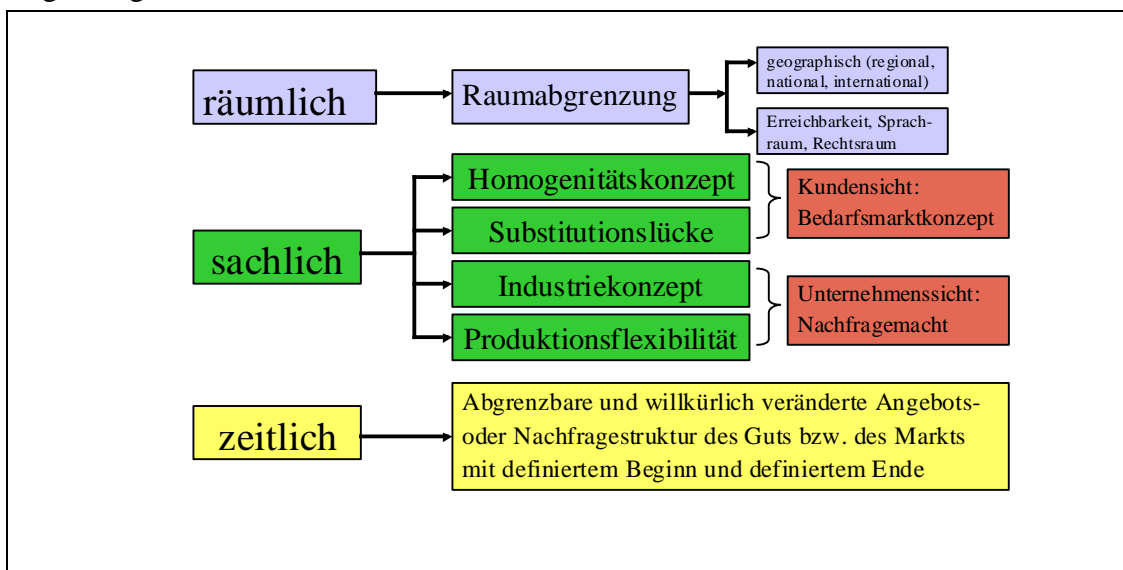 räumlich
Raumabgrenzung
geographisch (regional,
national, international)
Erreichbarkeit, Sprach-
raum, Rechtsraum
sachlich
Homogenitätskonzept
Substitutionslücke
Industriekonzept
Produktionsflexibilität
Kundensicht:
Bedarfsmarktkonzept
Unternehmenssicht:
Nachfragemacht
zeitlich
Abgrenzbare und willkürlich veränderte Angebots-
oder Nachfragestruktur des Guts bzw. des Markts
mit definiertem Beginn und definiertem Ende